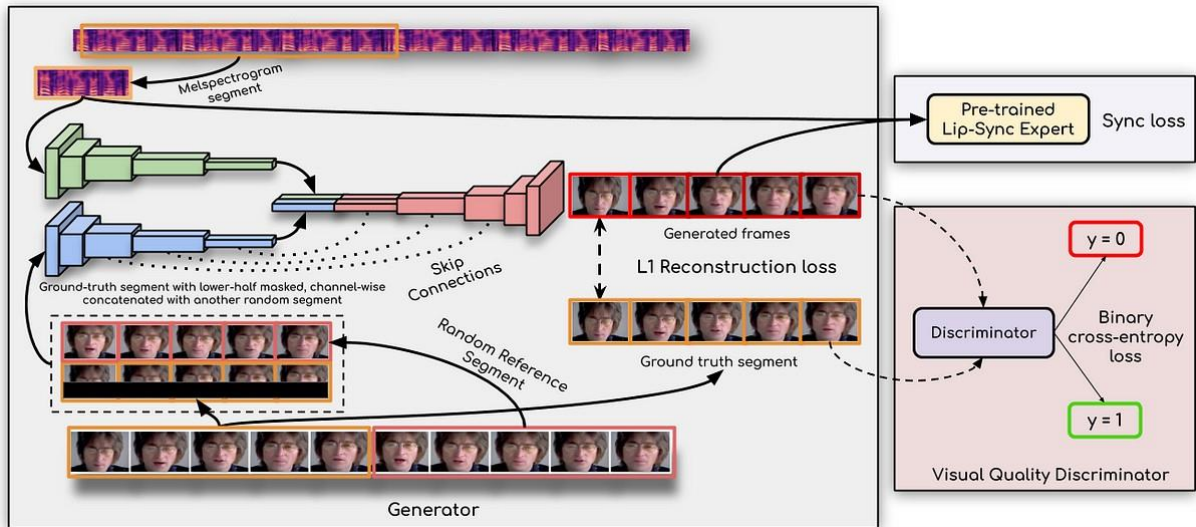 Melspectrogram
segment
Pre-trained
Lip-Sync Expert
Sync loss
Generated frames
L1 Reconstruction loss
Skip
Connections
Ground-truth segment with lower-half masked, channel-wise
concatenated with another random segment
Random Reference
Segment
Ground truth segment
y = 0
Discriminator
Binary
cross-entropy
loss
y = 1
Visual Quality Discriminator
Generator